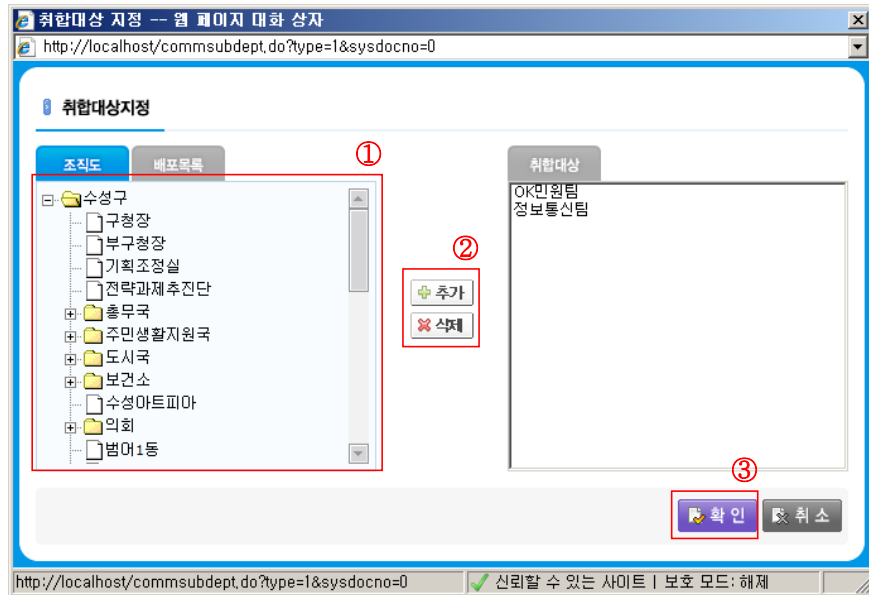 취합대상 지정 -- 웹 페이지 대화 상자
http://localhost/commsubdept.do?type=1&sysdocno=0
취합대상지정
조직도 배포목록
①
취합대상
수성구
구청장
부구청장
기획조정실
전략과제추진단
총무국
주민생활지원국
도시국
보건소
수성아트피아
의회
범어1동
②
추가
삭제
OK민원팀
정보통신팀
③
확 인
취 소
http://localhost/commsubdept.do?type=1&sysdocno=0
신뢰할 수 있는 사이트 | 보호 모드: 해제